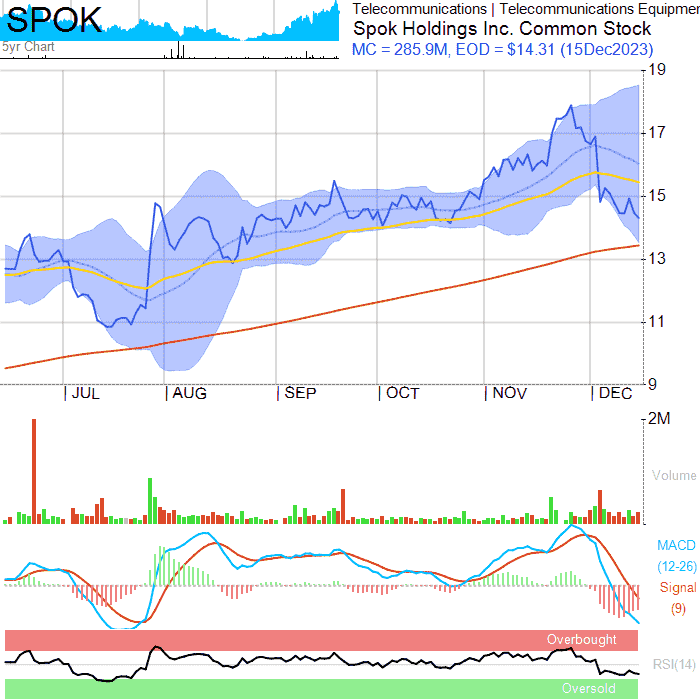 SPOK
Telecommunications | Telecommunications Equipmen
Spok Holdings Inc. Common Stock
5yr Chart
MC = 285.9M, EOD = $14.31 (15Dec2023)
19
17
15
13
11
9
JUL AUG SEP OCT NOV DEC
2M
Volume
MACD
(12-26)
Signal
(9)
Overbought
RSI(14)
Oversold